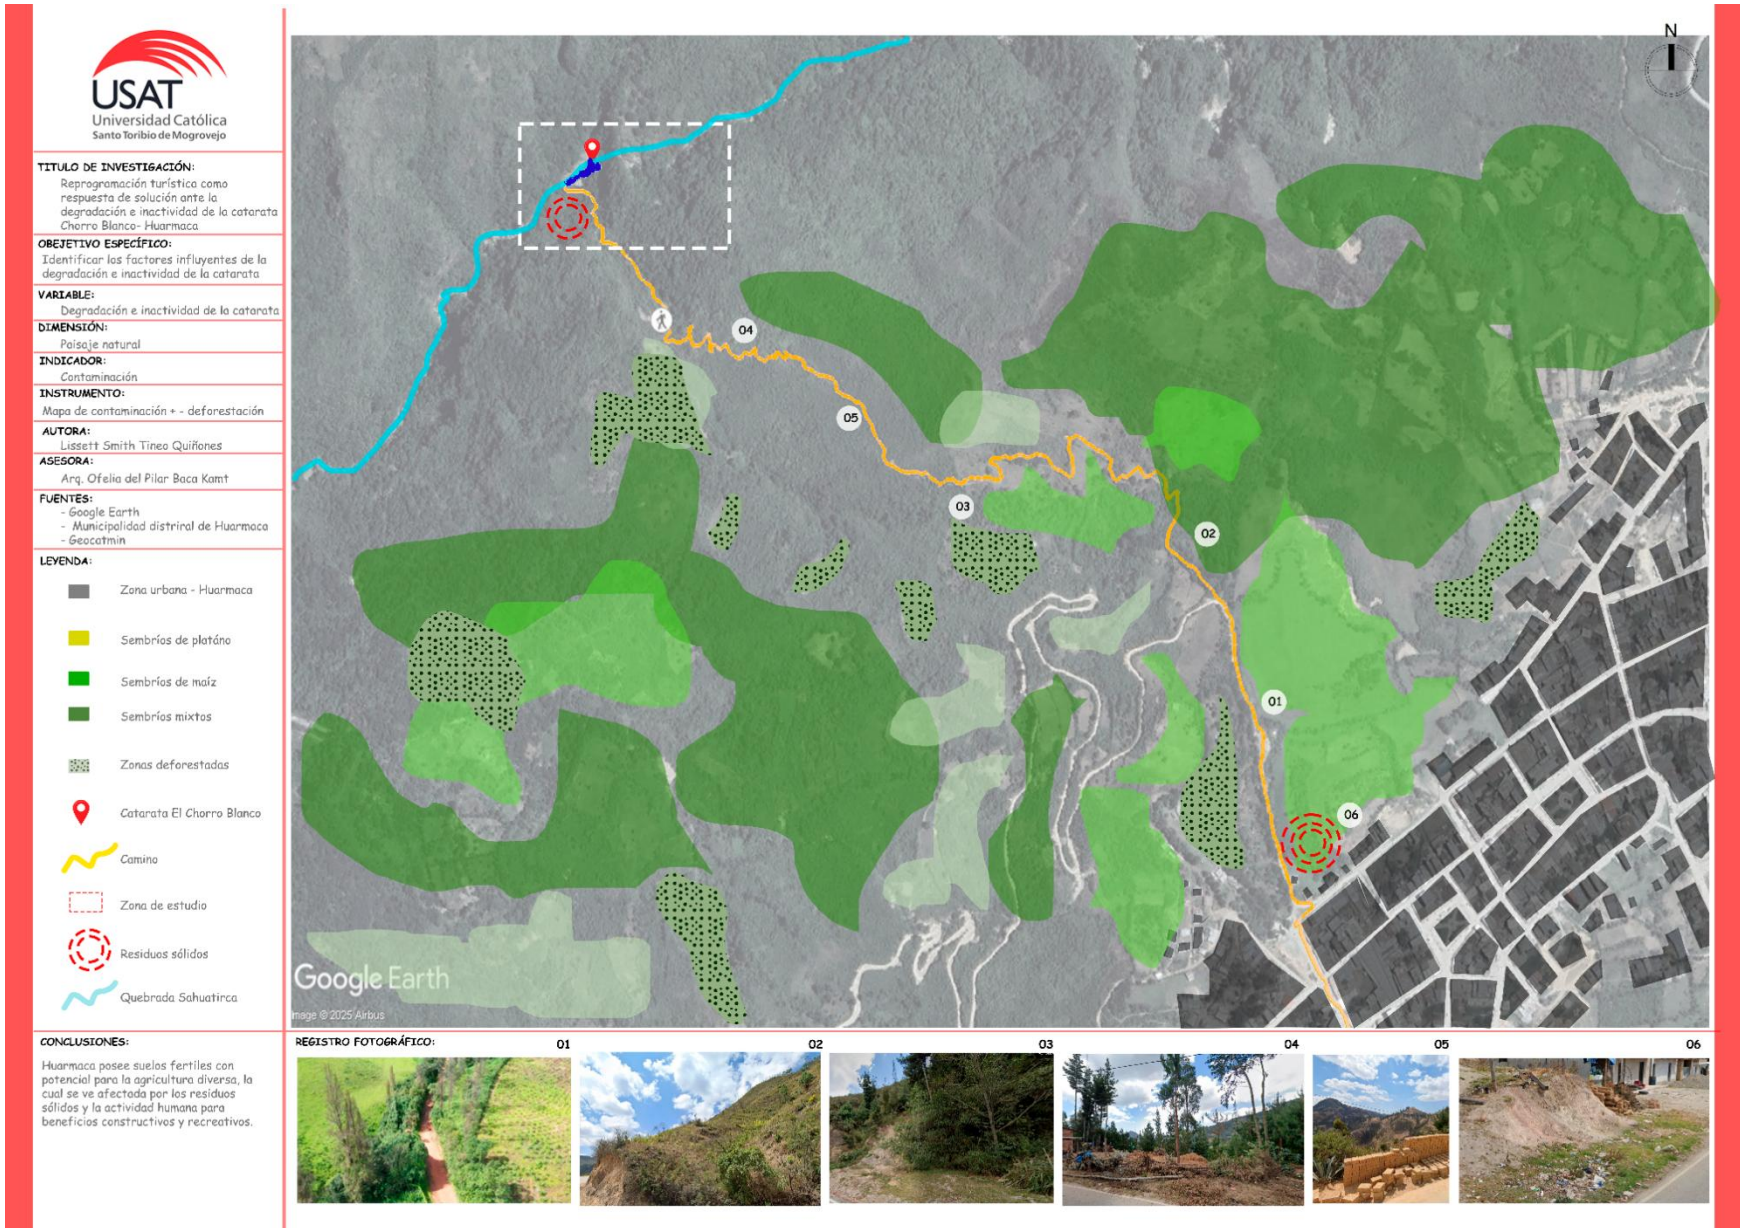 USAT
Universidad Católica
Santo Toribio de Mogrovejo
TITULO DE INVESTIGACIÓN:
Reprogramación turística como
respuesta de solución ante la
degradación e inactividad de la catarata
Chorro Blanco- Huarmaca
OBEJETIVO ESPECÍFICO:
Identificar los factores influyentes de la
degradación e inactividad de la catarata
VARIABLE:
Degradación e inactividad de la catarata
DIMENSIÓN:
Paisaje natural
INDICADOR:
Contaminación
INSTRUMENTO:
Mapa de contaminación + - deforestación
AUTORA:
Lissett Smith Tineo Quiñones
ASESORA:
Arq. Ofelia del Pilar Baca Kamt
FUENTES:
- Google Earth
- Municipalidad distriral de Huarmaca
- Geocatmin
LEYENDA:
Zona urbana - Huarmaca
Sembríos de platáno
Sembríos de maíz
Sembríos mixtos
Zonas deforestadas
Catarata El Chorro Blanco
Camino
Zona de estudio
Residuos sólidos
Quebrada Sahuatirca
CONCLUSIONES:
Huarmaca posee suelos fertiles con
potencial para la agricultura diversa, la
cual se ve afectada por los residuos
sólidos y la actividad humana para
beneficios constructivos y recreativos.
N
04
05
03
02
01
06
Google Earth
Image © 2025 Airbus
REGISTRO FOTOGRÁFICO:
01
02
03
04
05
06